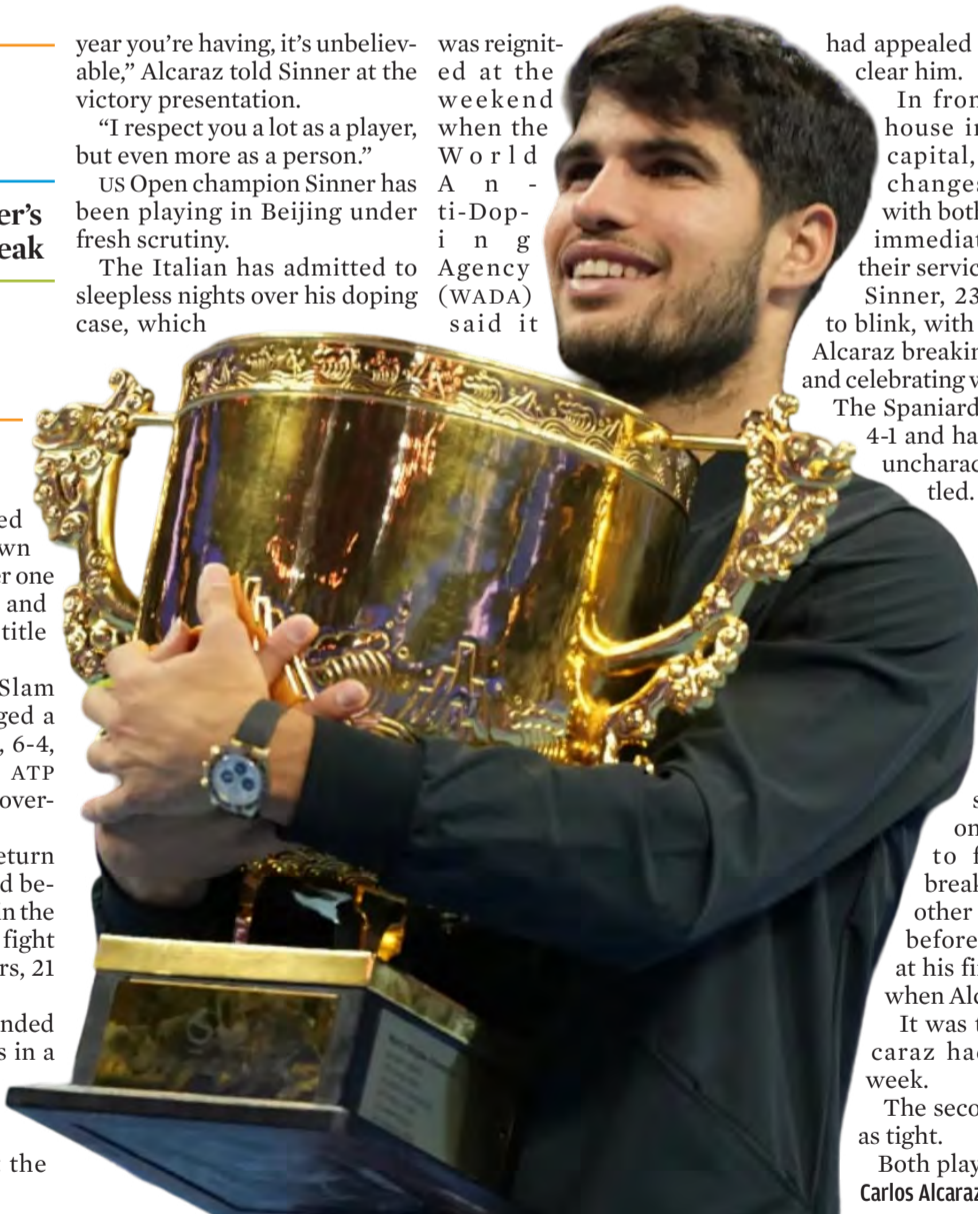 er's
eak
ed
wn
er one
and
title
Slam
ged a
, 6-4,
ATP
over-
eturn
d be-
in the
fight
rs, 21
nded
s in a
the
year you're having, it's unbeliev-
able,” Alcaraz told Sinner at the
victory presentation.
“I respect you a lot as a player,
but even more as a person.”
US Open champion Sinner has
been playing in Beijing under
fresh scrutiny.
The Italian has admitted to
sleepless nights over his doping
case, which
was reignit-
ed at the
weekend
when the
World
An-
ti-Dop-
ing
Agency
(WADA)
said it
had appealed
clear him.
In fron
house in
capital,
changes
with both
immediat
their servic
Sinner, 23
to blink, with
Alcaraz breakin
and celebrating w
The Spaniard
4-1 and ha
uncharac
tled.
s
on
to f
break
other
before
at his fi
when Alc
It was t
caraz had
week.
The seco
as tight.
Both play
Carlos Alcaraz